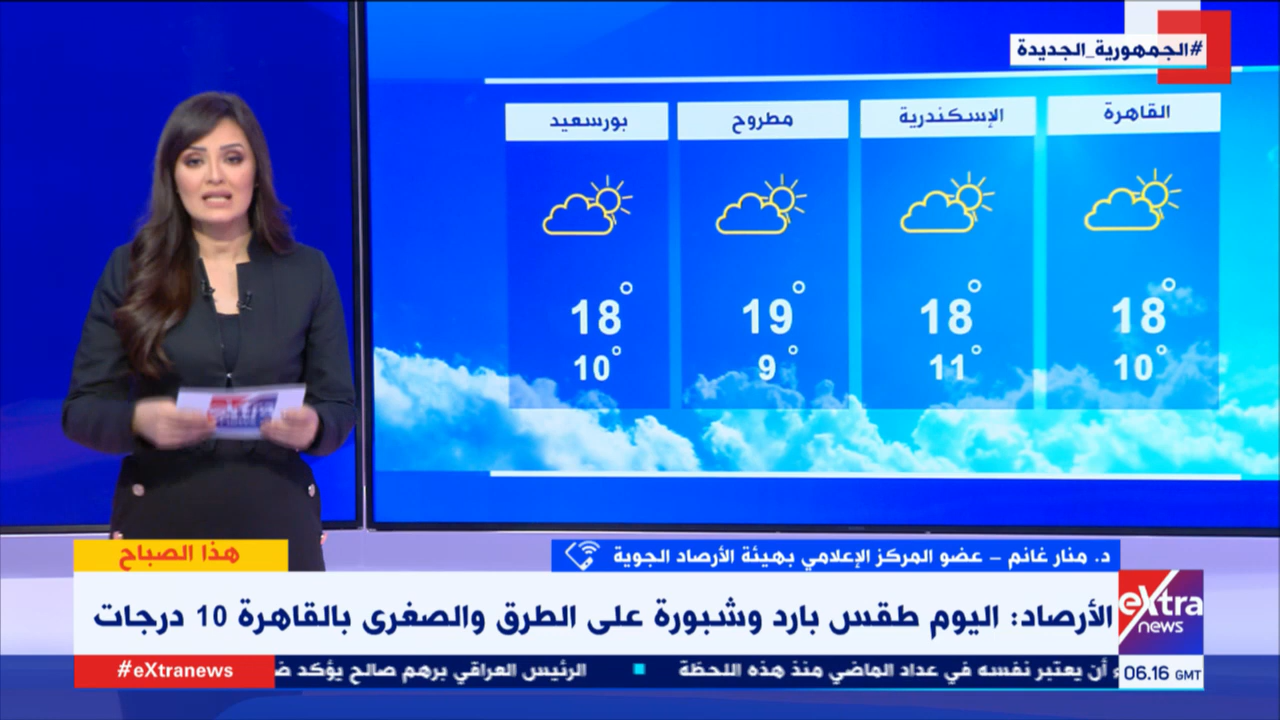 #الجمهورية_الجديدة
القاهرة
الإسكندرية
مطروح
بورسعيد
18°
18°
19°
18°
10°
11°
9°
10°
هذا الصباح
د. منار غانم – عضو المركز الإعلامي بهيئة الأرصاد الجوية
الأرصاد: اليوم طقس بارد وشبورة على الطرق والصغرى بالقاهرة 10 درجات
eXtra
news
#eXtranews
أن يعتبر نفسه في عداد الماضي منذ هذه اللحظة
الرئيس العراقي برهم صالح يؤكد
06.16 GMT